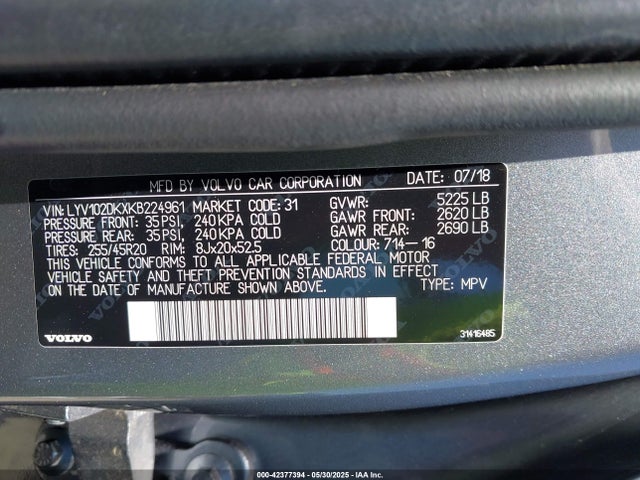 MFD BY VOLVO CAR CORPORATION DATE: 07/18
VIN: LYV102DKXKB224961 MARKET CODE: 31 GVWR: 5225 LB
PRESSURE FRONT: 35 PSI, 240 KPA COLD GAWR FRONT: 2620 LB
PRESSURE REAR: 35 PSI, 240 KPA COLD GAWR REAR: 2690 LB
TIRES: 255/45R20 RIM: 8Jx20x52.5 COLOUR: 714-16
THIS VEHICLE CONFORMS TO ALL APPLICABLE FEDERAL MOTOR
VEHICLE SAFETY AND THEFT PREVENTION STANDARDS IN EFFECT
ON THE DATE OF MANUFACTURE SHOWN ABOVE. TYPE: MPV
VOLVO 31416485
000-42377394 - 05/30/2025 - IAA Inc.